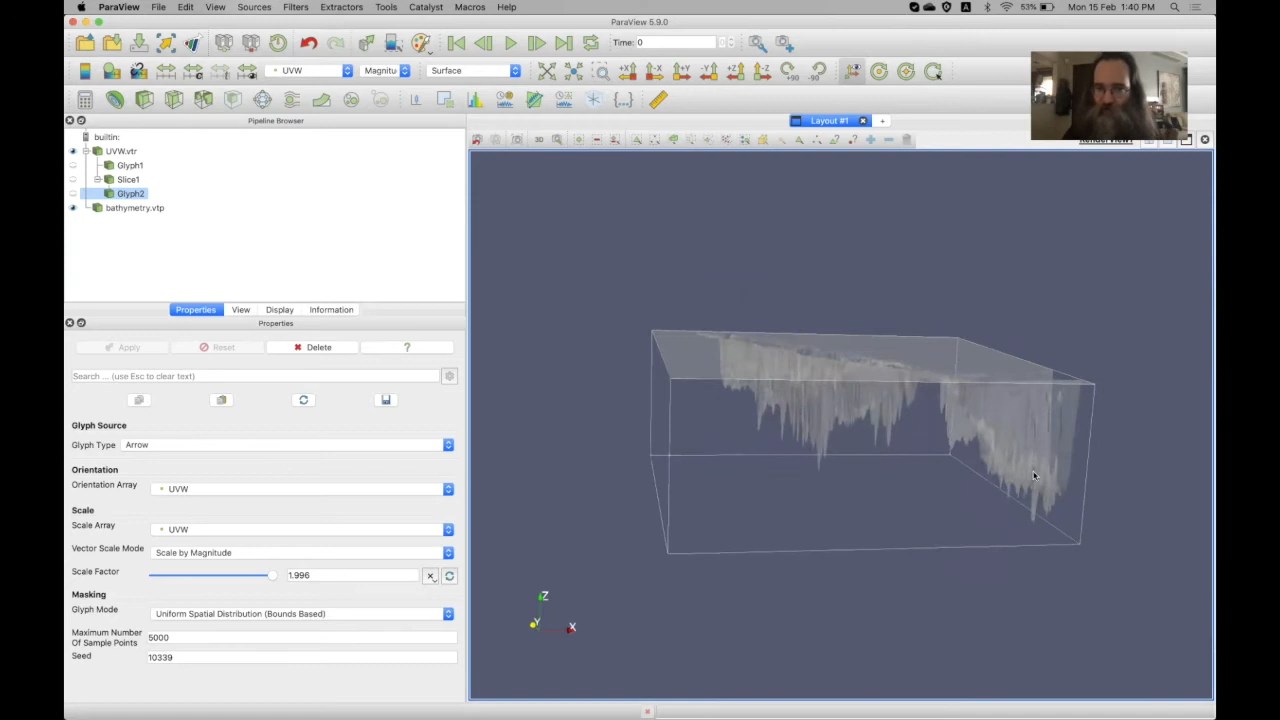 ParaView File Edit View Sources Filters Extractors Tools Catalyst Macros Help 53% A Mon 15 Feb 1:40 PM
ParaView 5.9.0
Time: 0
UVW Magnitu Surface +X -X +Y -Y +Z -Z +90 -90
Pipeline Browser
Layout #1 +
builtin:
3D
UVW.vtr
Glyph1
Slice1
Glyph2
bathymetry.vtp
Properties View Display Information
Properties
Apply Reset Delete ?
Search ... (use Esc to clear text)
Glyph Source
Glyph Type Arrow
Orientation
Orientation Array UVW
Scale
Scale Array UVW
Vector Scale Mode Scale by Magnitude
Scale Factor 1.996
Masking
Glyph Mode Uniform Spatial Distribution (Bounds Based)
Maximum Number
Of Sample Points 5000
Seed 10339
Z
Y
X